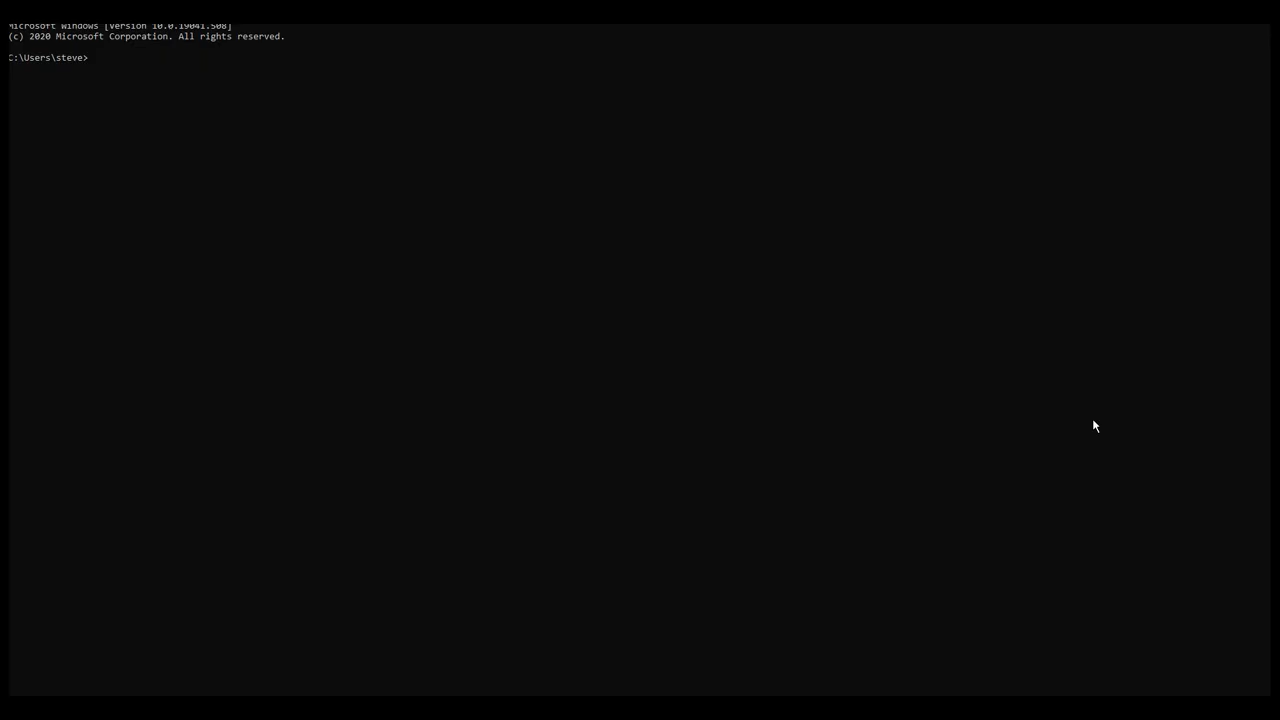 Microsoft Windows [Version 10.0.19041.508]
(c) 2020 Microsoft Corporation. All rights reserved.
C:\Users\steve>